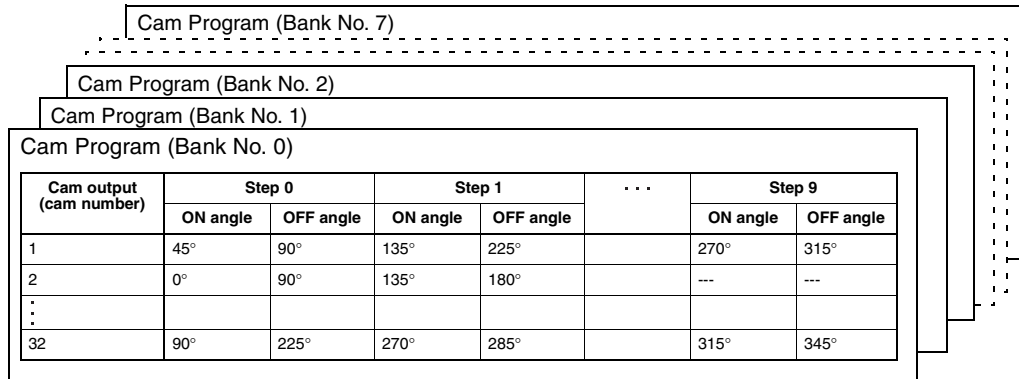 Cam Program (Bank No. 7)
Cam Program (Bank No. 2)
Cam Program (Bank No. 1)
Cam Program (Bank No. 0)
Cam output (cam number) Step 0 Step 1 . . . Step 9
ON angle OFF angle ON angle OFF angle ON angle OFF angle
1 45° 90° 135° 225° 270° 315°
2 0° 90° 135° 180° --- ---
32 90° 225° 270° 285° 315° 345°